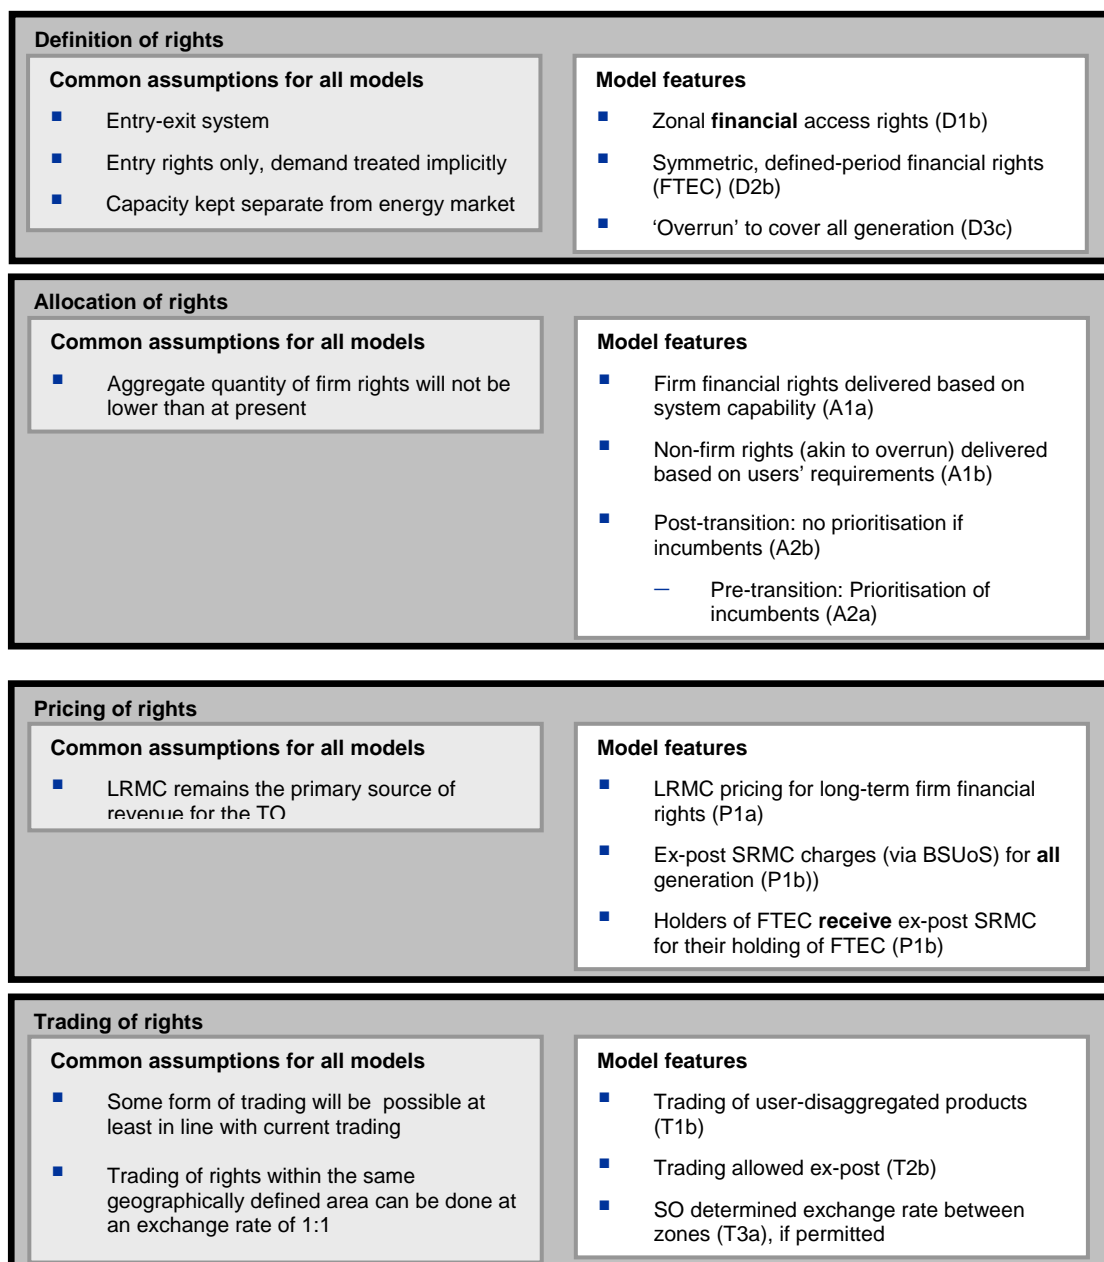 Definition of rights
Common assumptions for all models
▪ Entry-exit system
▪ Entry rights only, demand treated implicitly
▪ Capacity kept separate from energy market
Model features
▪ Zonal financial access rights (D1b)
▪ Symmetric, defined-period financial rights
(FTEC) (D2b)
▪ ‘Overrun’ to cover all generation (D3c)
Allocation of rights
Common assumptions for all models
▪ Aggregate quantity of firm rights will not be
lower than at present
Model features
▪ Firm financial rights delivered based on
system capability (A1a)
▪ Non-firm rights (akin to overrun) delivered
based on users’ requirements (A1b)
▪ Post-transition: no prioritisation if
incumbents (A2b)
— Pre-transition: Prioritisation of
incumbents (A2a)
Pricing of rights
Common assumptions for all models
▪ LRMC remains the primary source of
revenue for the TO
Model features
▪ LRMC pricing for long-term firm financial
rights (P1a)
▪ Ex-post SRMC charges (via BSUoS) for all
generation (P1b))
▪ Holders of FTEC receive ex-post SRMC
for their holding of FTEC (P1b)
Trading of rights
Common assumptions for all models
▪ Some form of trading will be possible at
least in line with current trading
▪ Trading of rights within the same
geographically defined area can be done at
an exchange rate of 1:1
Model features
▪ Trading of user-disaggregated products
(T1b)
▪ Trading allowed ex-post (T2b)
▪ SO determined exchange rate between
zones (T3a), if permitted